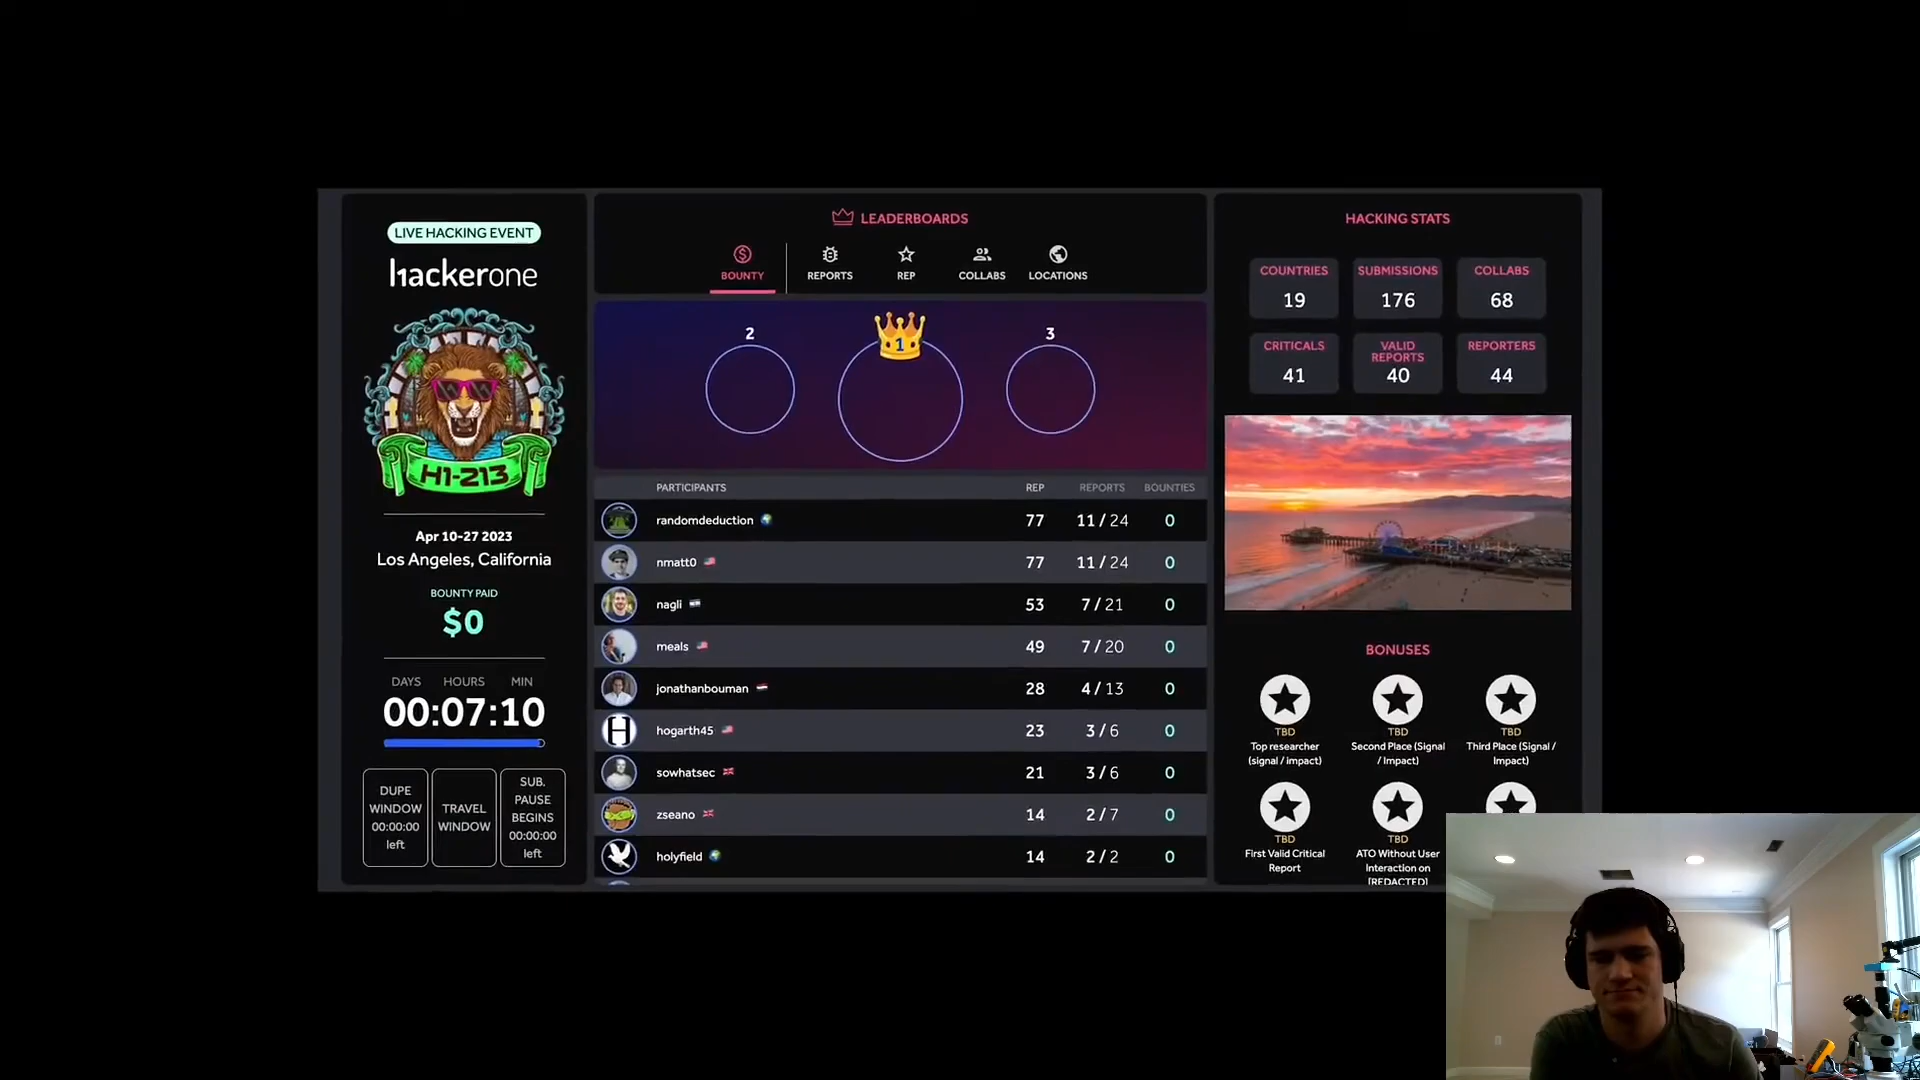 LIVE HACKING EVENT
hackerone
H1-213
Apr 10-27 2023
Los Angeles, California
BOUNTY PAID
$0
DAYS HOURS MIN
00:07:10
DUPE
WINDOW
00:00:00
left
TRAVEL
WINDOW
SUB.
PAUSE
BEGINS
00:00:00
left
LEADERBOARDS
BOUNTY REPORTS REP COLLABS LOCATIONS
2 1 3
PARTICIPANTS REP REPORTS BOUNTIES
randomdeduction 77 11 / 24 0
nmatt0 77 11 / 24 0
nagli 53 7 / 21 0
meals 49 7 / 20 0
jonathanbouman 28 4 / 13 0
H hogarth45 23 3 / 6 0
sowhatsec 21 3 / 6 0
zseano 14 2 / 7 0
holyfield 14 2 / 2 0
HACKING STATS
COUNTRIES SUBMISSIONS COLLABS
19 176 68
CRITICALS VALID REPORTS REPORTERS
41 40 44
BONUSES
TBD
Top researcher
(signal / impact)
TBD
Second Place (Signal
/ Impact)
TBD
Third Place (Signal /
Impact)
TBD
First Valid Critical
Report
TBD
ATO Without User
Interaction on
[REDACTED]